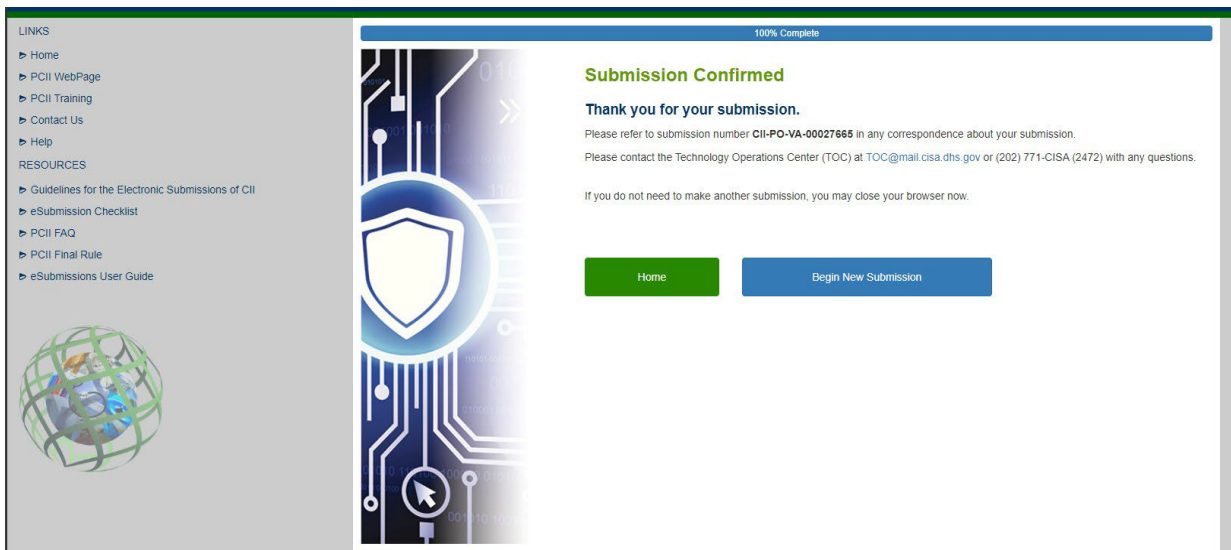 LINKS
Home
PCII WebPage
PCII Training
Contact Us
Help
RESOURCES
Guidelines for the Electronic Submissions of CII
eSubmission Checklist
PCII FAQ
PCII Final Rule
eSubmissions User Guide
100% Complete
Submission Confirmed
Thank you for your submission.
Please refer to submission number CII-PO-VA-00027665 in any correspondence about your submission.
Please contact the Technology Operations Center (TOC) at TOC@mail.cisa.dhs.gov or (202) 771-CISA (2472) with any questions.
If you do not need to make another submission, you may close your browser now.
Home
Begin New Submission